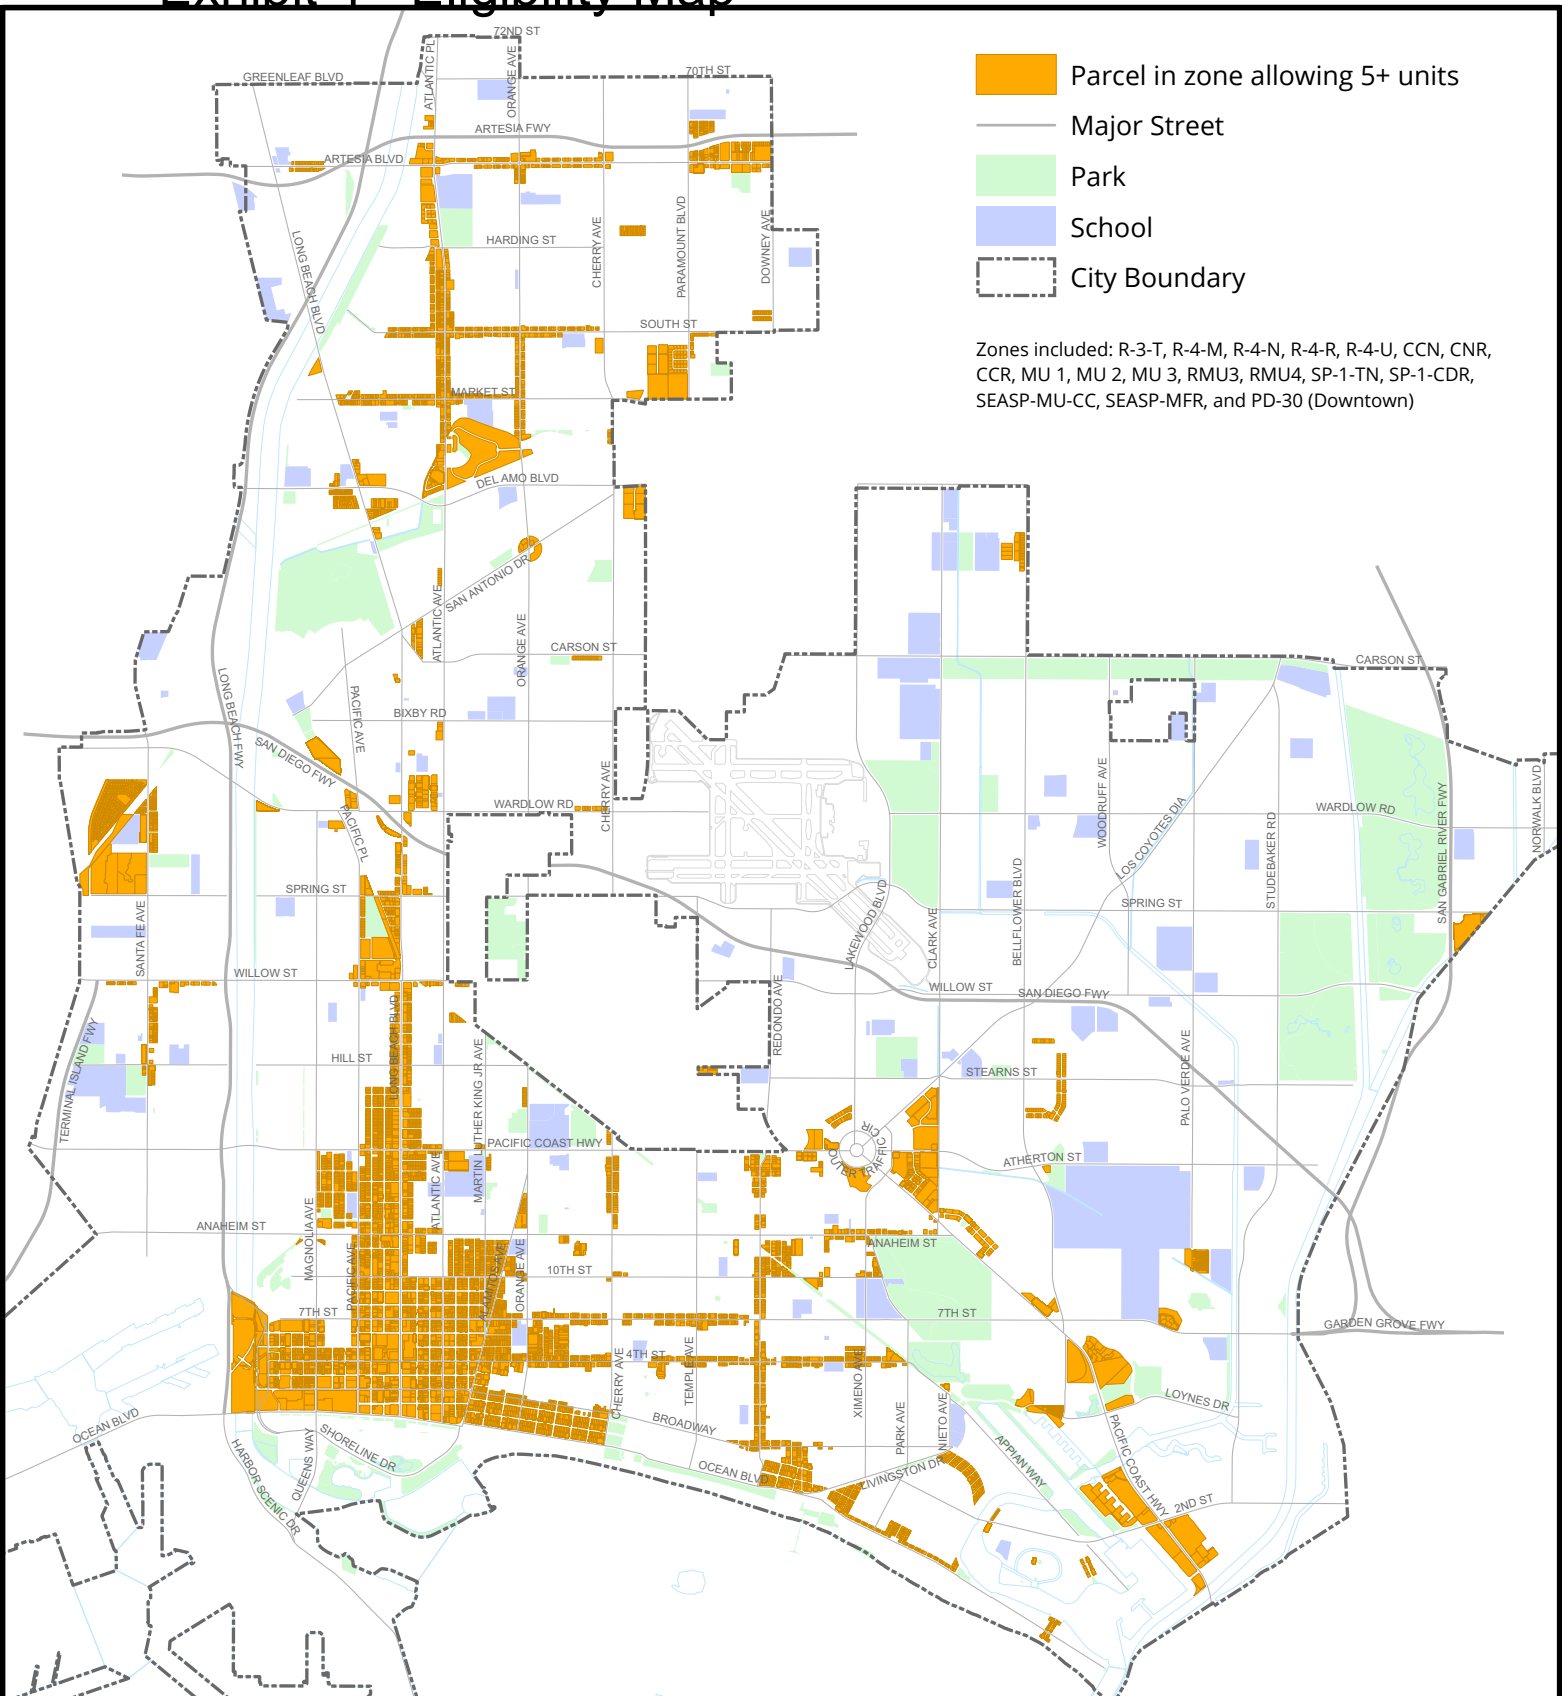 Exhibit 1 - Eligibility Map
72ND ST
GREENLEAF BLVD
ATLANTIC PL
ORANGE AVE
70TH ST
Parcel in zone allowing 5+ units
Major Street
Park
School
City Boundary
Zones included: R-3-T, R-4-M, R-4-N, R-4-R, R-4-U, CCN, CNR,
CCR, MU 1, MU 2, MU 3, RMU3, RMU4, SP-1-TN, SP-1-CDR,
SEASP-MU-CC, SEASP-MFR, and PD-30 (Downtown)
ARTESIA FWY
ARTESIA BLVD
LONG BEACH BLVD
HARDING ST
CHERRY AVE
PARAMOUNT BLVD
DOWNEY AVE
SOUTH ST
MARKET ST
DEL AMO BLVD
SAN ANTONIO DR
ATLANTIC AVE
ORANGE AVE
CARSON ST
CARSON ST
LONG BEACH FWY
PACIFIC AVE
BIXBY RD
SAN DIEGO FWY
WARDLOW RD
CHERRY AVE
PACIFIC PL
WOODRUFF AVE
LOS COYOTES DIA
WARDLOW RD
STUDEBAKER RD
SAN GABRIEL RIVER FWY
NORWALK BLVD
SPRING ST
SANTA FE AVE
LAKEWOOD BLVD
CLARK AVE
BELLFLOWER BLVD
SPRING ST
WILLOW ST
REDONDO AVE
WILLOW ST
SAN DIEGO FWY
LONG BEACH BLVD
TERMINAL ISLAND FWY
HILL ST
MARTIN LUTHER KING JR AVE
STEARNS ST
PALO VERDE AVE
PACIFIC COAST HWY
OUTER TRAFFIC CIR
ATHERTON ST
MAGNOLIA AVE
ATLANTIC AVE
ANAHEIM ST
ANAHEIM ST
PACIFIC AVE
ALAMITOS AVE
ORANGE AVE
10TH ST
7TH ST
7TH ST
GARDEN GROVE FWY
4TH ST
CHERRY AVE
TEMPLE AVE
XIMENO AVE
PARK AVE
NIETO AVE
LOYNES DR
OCEAN BLVD
HARBOR SCENIC DR
QUEENS WAY
SHORELINE DR
BROADWAY
OCEAN BLVD
LIVINGSTON DR
APPIAN WAY
PACIFIC COAST HWY
2ND ST